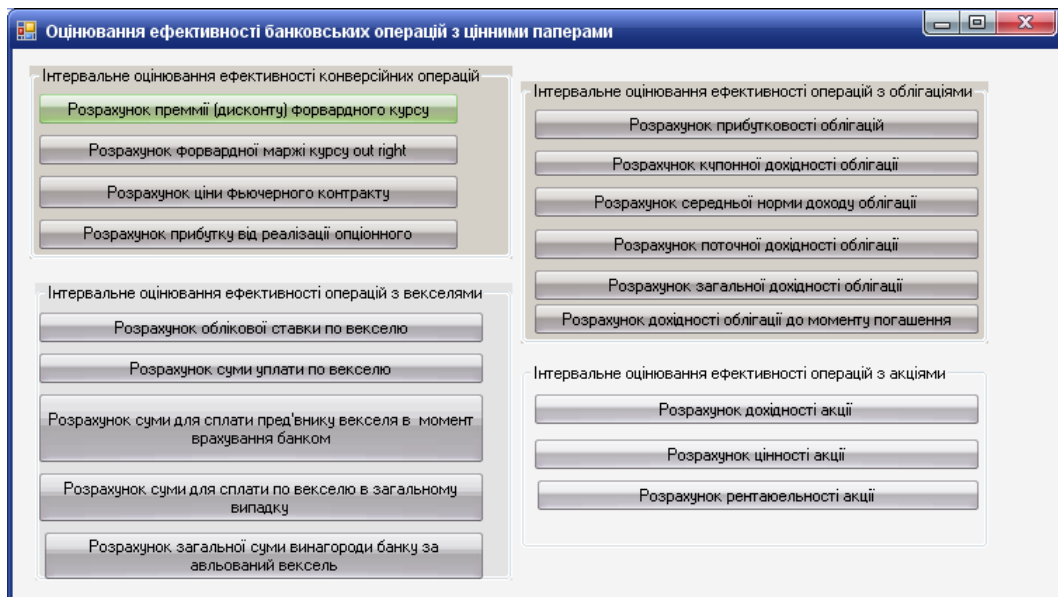 Оцінювання ефективності банковських операцій з цінними паперами
Інтервальне оцінювання ефективності конверсійних операцій
Розрахунок преммії (дисконту) форвардного курсу
Розрахунок форвардної маржі курсу out right
Розрахунок ціни фьючерного контракту
Розрахунок прибутку від реалізації опціонного
Інтервальне оцінювання ефективності операцій з векселями
Розрахунок облікової ставки по векселю
Розрахунок суми уплати по векселю
Розрахунок суми для сплати пред'внику векселя в момент
врахування банком
Розрахунок суми для сплати по векселю в загальному
випадку
Розрахунок загальної суми винагороди банку за
авльований вексель
Інтервальне оцінювання ефективності операцій з облігаціями
Розрахунок прибутковості облігацій
Розрахунок купонної дохідності облігації
Розрахунок середньої норми доходу облігації
Розрахунок поточної дохідності облігації
Розрахунок загальної дохідності облігації
Розрахунок дохідності облігації до моменту погашення
Інтервальне оцінювання ефективності операцій з акціями
Розрахунок дохідності акції
Розрахунок цінності акції
Розрахунок рентаюельності акції